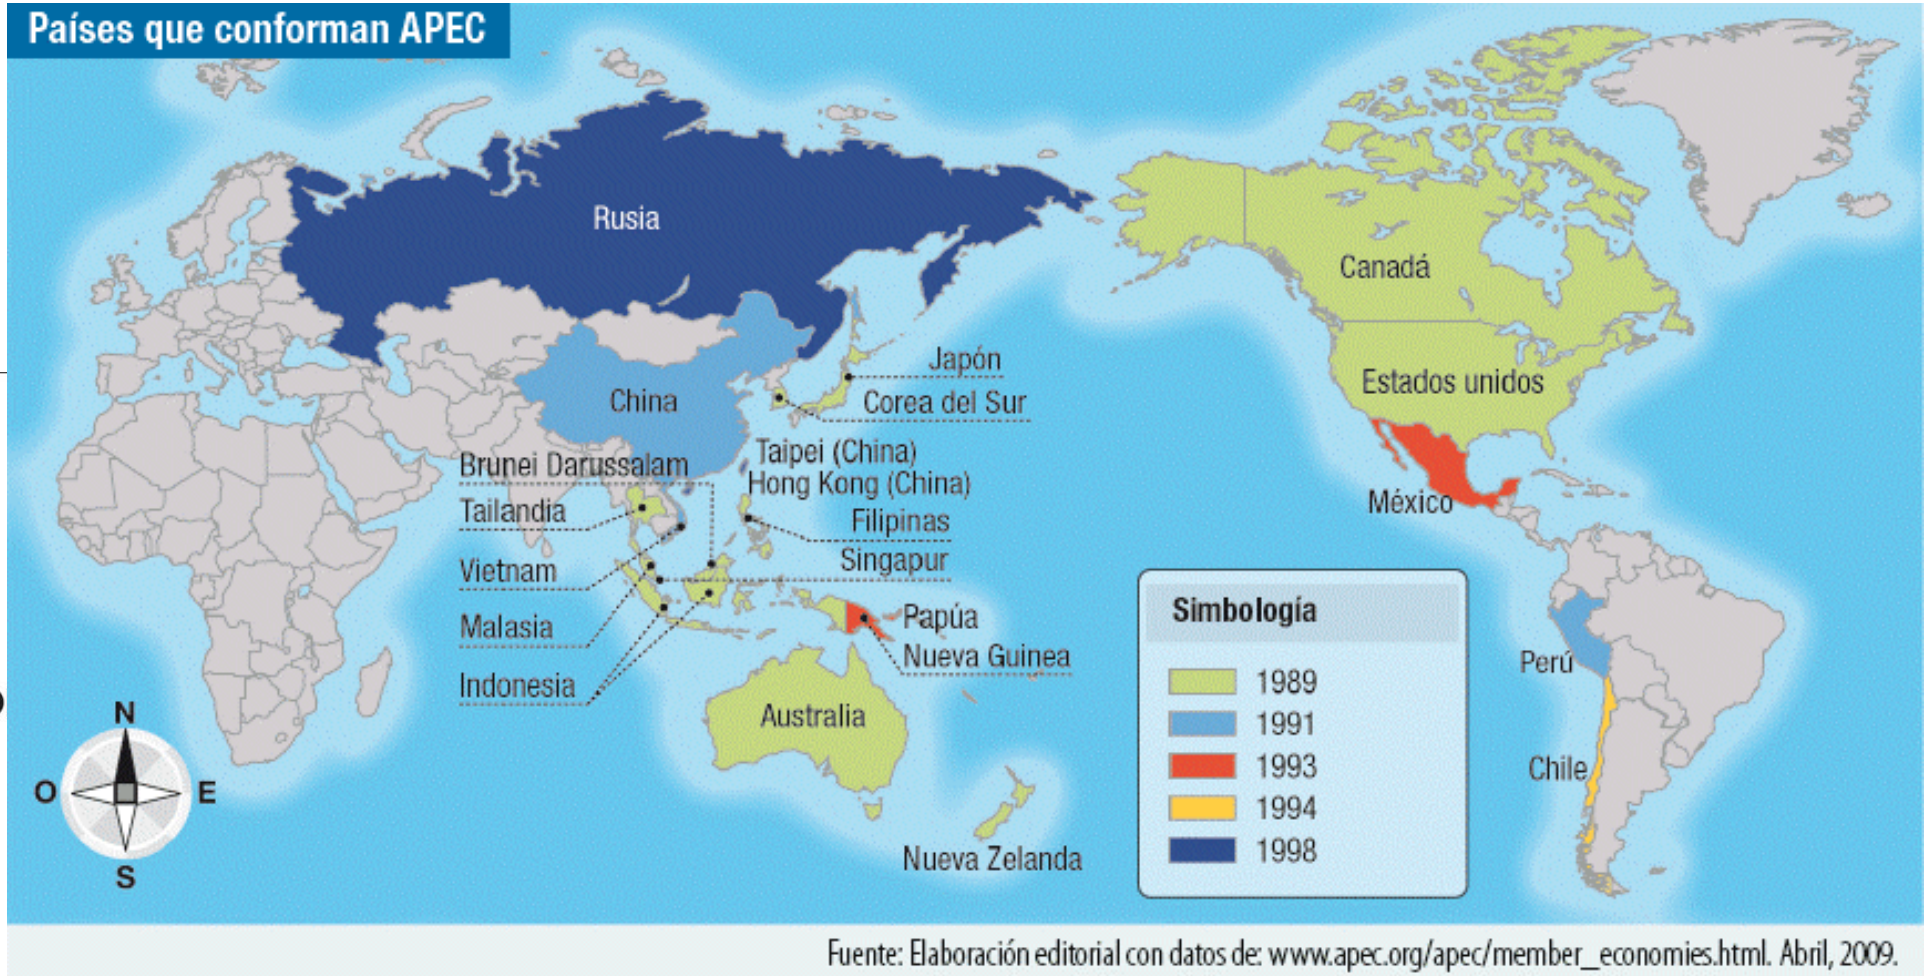 Países que conforman APEC
Rusia
Canadá
Estados unidos
China
Japón
Corea del Sur
Taipei (China)
Hong Kong (China)
Brunei Darussalam
Tailandia
Filipinas
Singapur
Vietnam
Malasia
Indonesia
Papúa
Nueva Guinea
México
Australia
Nueva Zelanda
Perú
Chile
Simbología
1989
1991
1993
1994
1998
N
O
E
S
Fuente: Elaboración editorial con datos de: www.apec.org/apec/member_economies.html. Abril, 2009.